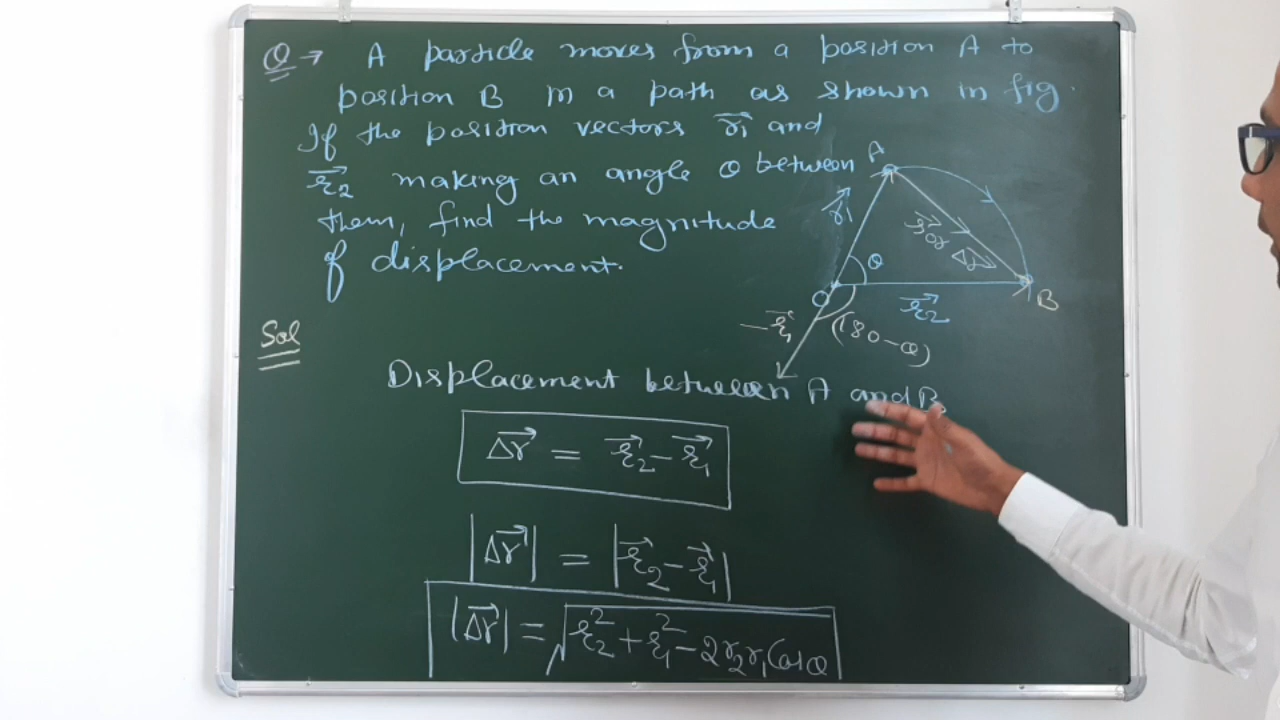 Q → A particle moves from a position A to
position B in a path as shown in fig.
If the position vectors r⃗1 and
r⃗2 making an angle θ between
them, find the magnitude
of displacement.
A
r⃗1
θ
r⃗ or Δr⃗
O
r⃗2
B
-r⃗1
(180-θ)
Sol
Displacement between A and B
Δr⃗ = r⃗2 - r⃗1
|Δr⃗| = |r⃗2 - r⃗1|
|Δr⃗| = √r2² + r1² - 2r2r1Cosθ